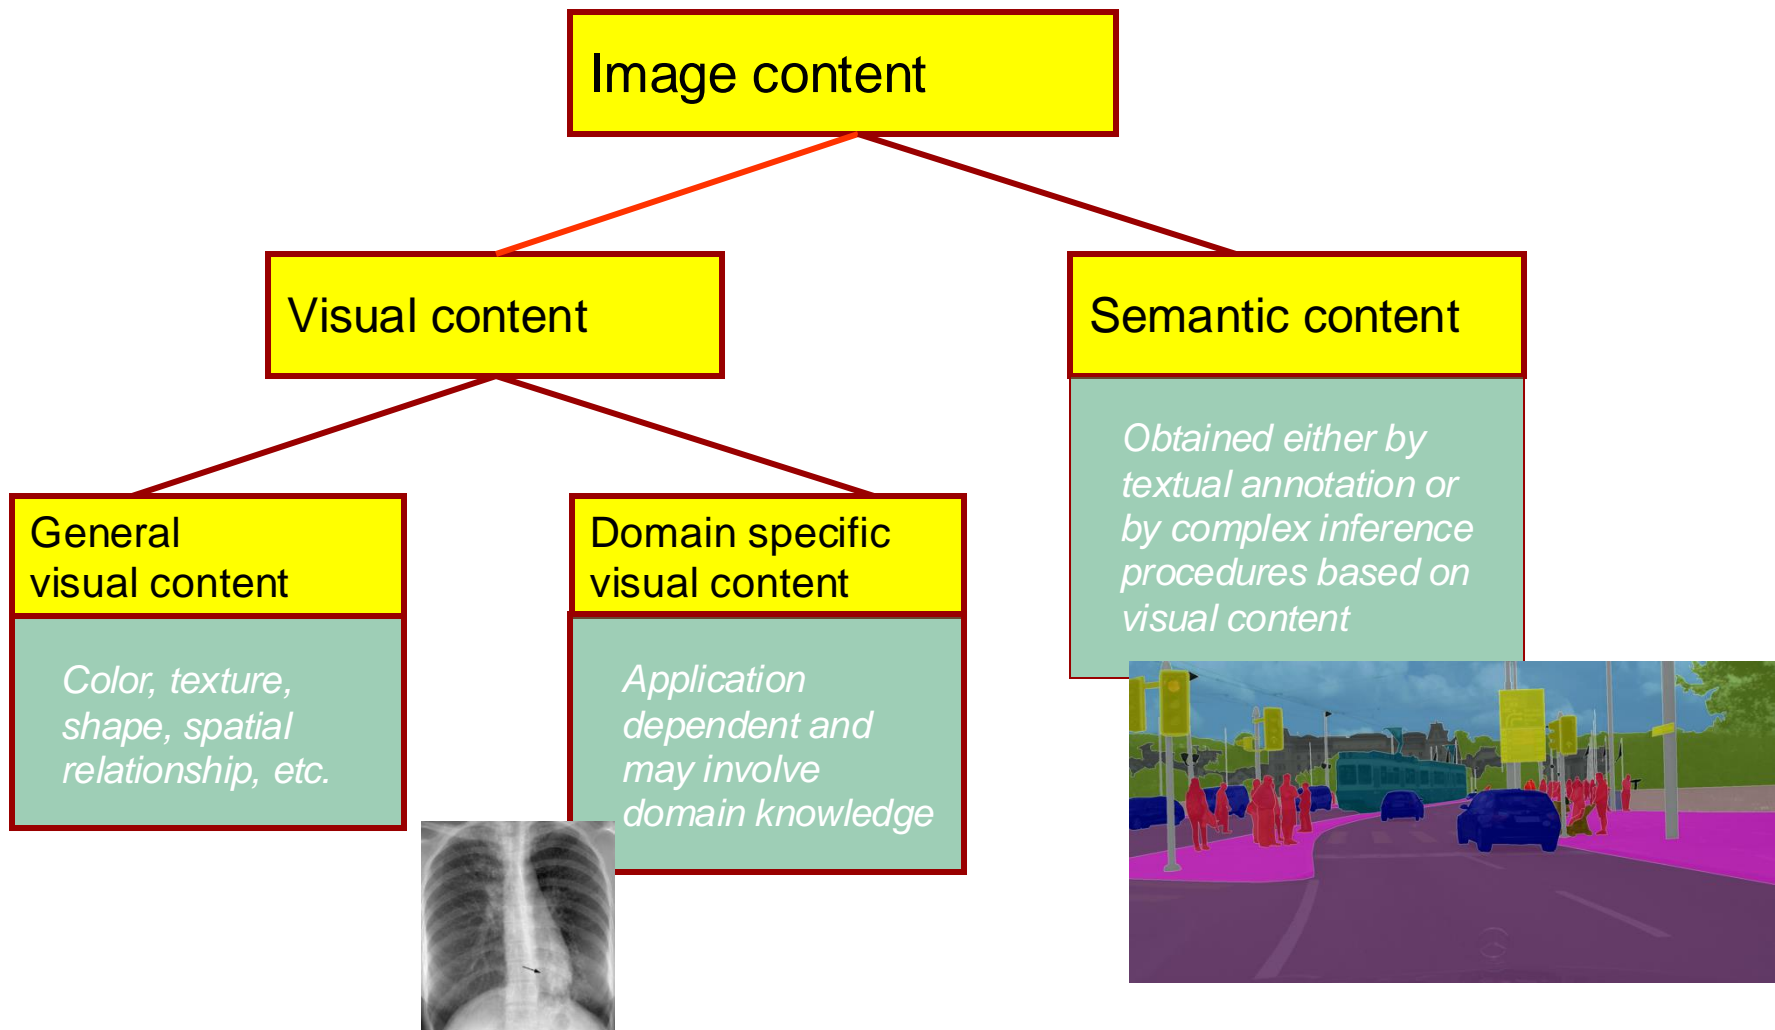 Image content
Visual content
Semantic content
Obtained either by
textual annotation or
by complex inference
procedures based on
visual content
General
visual content
Color, texture,
shape, spatial
relationship, etc.
Domain specific
visual content
Application
dependent and
may involve
domain knowledge